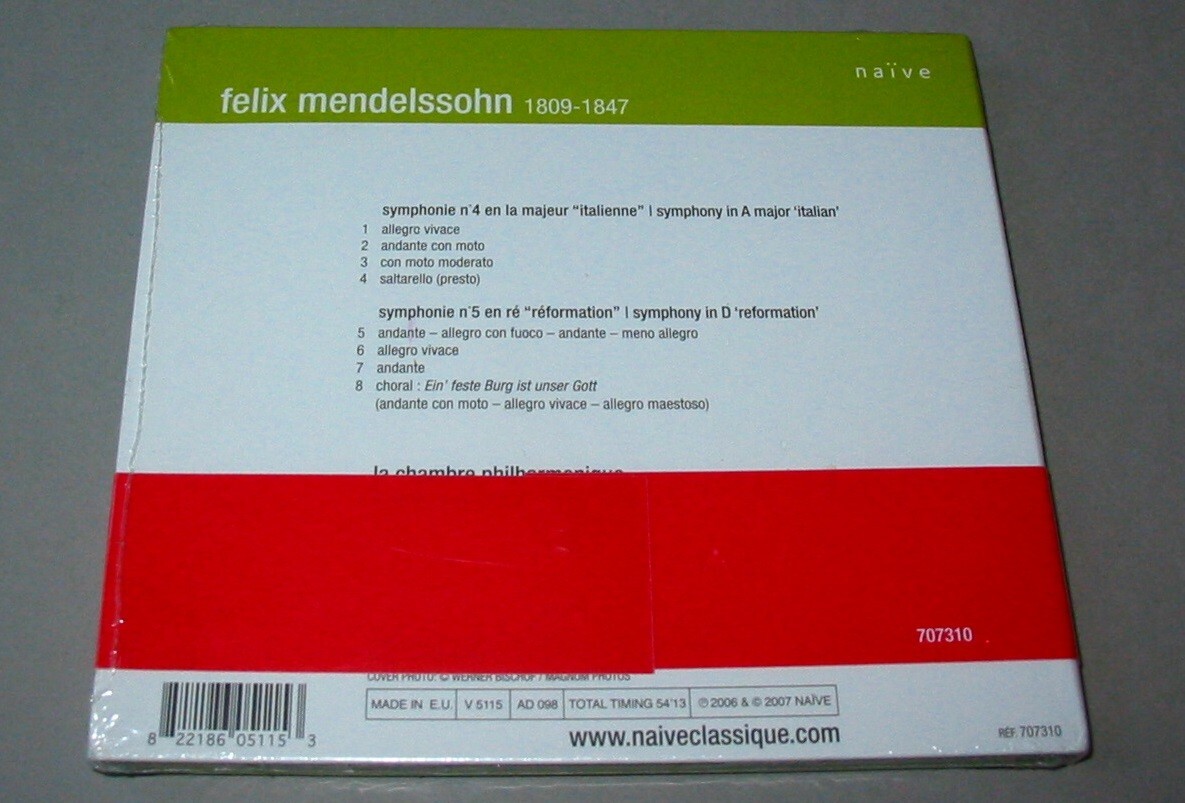 naïve
felix mendelssohn 1809-1847
symphonie n°4 en la majeur “italienne” | symphony in A major ‘italian’
1 allegro vivace
2 andante con moto
3 con moto moderato
4 saltarello (presto)
symphonie n°5 en ré “réformation” | symphony in D ‘reformation’
5 andante – allegro con fuoco – andante – meno allegro
6 allegro vivace
7 andante
8 choral : Ein' feste Burg ist unser Gott
(andante con moto – allegro vivace – allegro maestoso)
la chambre philharmonique
707310
COVER PHOTO: © WERNER BISCHOF / MAGNUM PHOTOS
MADE IN E.U. V 5115 AD 098 TOTAL TIMING 54'13 ℗ 2006 & © 2007 NAÏVE
www.naiveclassique.com
RÉF. 707310
8 22186 05115 3